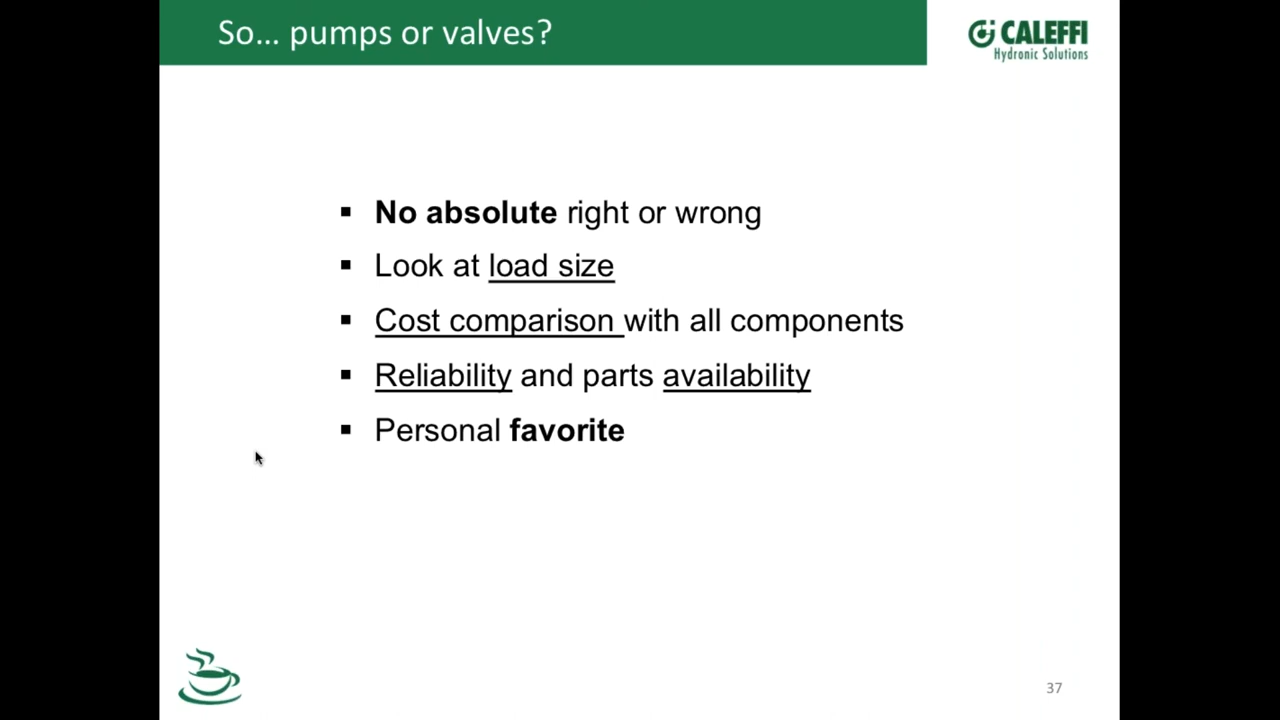 So... pumps or valves?
CALEFFI
Hydronic Solutions
▪ No absolute right or wrong
▪ Look at load size
▪ Cost comparison with all components
▪ Reliability and parts availability
▪ Personal favorite
37